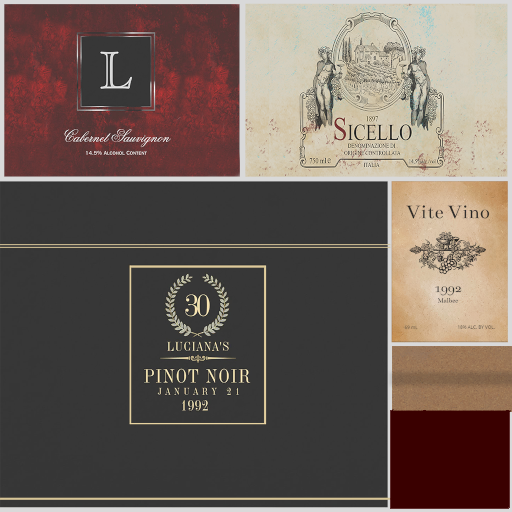 L
Cabernet Sauvignon
14.5% Alcohol Content
1897
SICELLO
DENOMINAZIONE DI
ORIGINE CONTROLLATA
750 ml e
ITALIA
30
LUCIANA'S
PINOT NOIR
JANUARY 21
1992
Vite Vino
1992
Malbec
13% ALC. BY VOL.